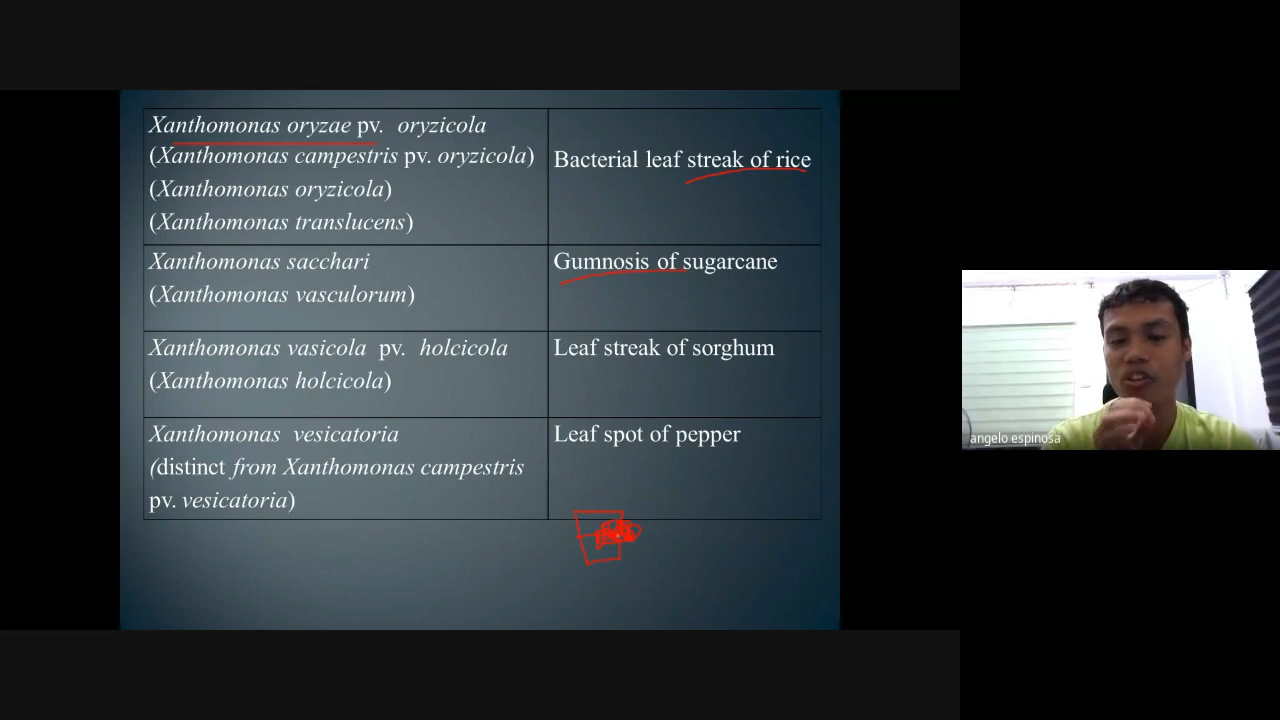 Xanthomonas oryzae pv. oryzicola
(Xanthomonas campestris pv. oryzicola)
(Xanthomonas oryzicola)
(Xanthomonas translucens)
Bacterial leaf streak of rice
Xanthomonas sacchari
(Xanthomonas vasculorum)
Gumnosis of sugarcane
Xanthomonas vasicola pv. holcicola
(Xanthomonas holcicola)
Leaf streak of sorghum
Xanthomonas vesicatoria
(distinct from Xanthomonas campestris
pv. vesicatoria)
Leaf spot of pepper
angelo espinosa